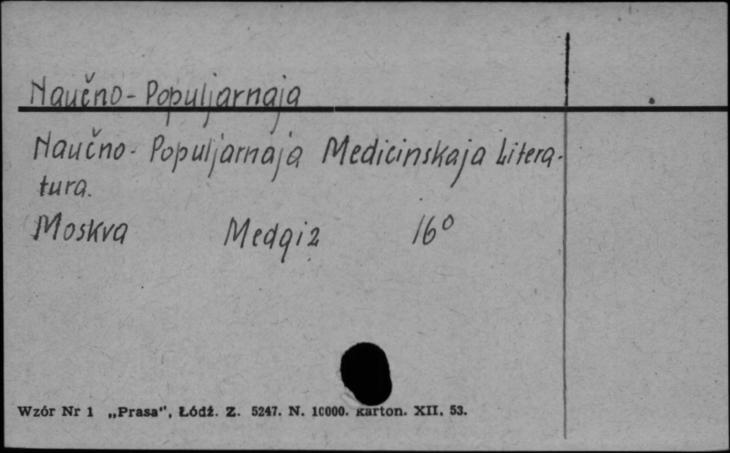 Naučno-Populjarnaja
Naučno-Populjarnaja Medicinskaja Litera-
tura.
Moskva Medgiz 16°
Wzór Nr 1 „Prasa“, Łódź. Z. 5247. N. 10000. karton. XII. 53.